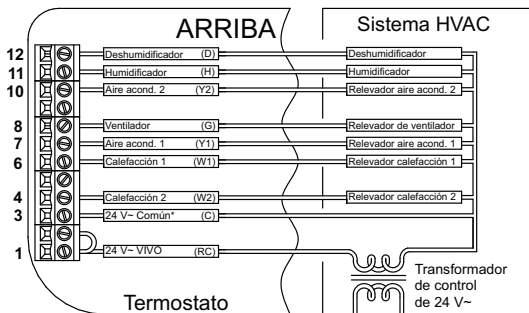 ARRIBA Sistema HVAC
12 Deshumidificador (D) Deshumidificador
11 Humidificador (H) Humidificador
10 Aire acond. 2 (Y2) Relevador aire acond. 2
8 Ventilador (G) Relevador de ventilador
7 Aire acond. 1 (Y1) Relevador aire acond. 1
6 Calefacción 1 (W1) Relevador calefacción 1
4 Calefacción 2 (W2) Relevador calefacción 2
3 24 V~ Común* (C)
1 24 V~ VIVO (RC)
Termostato
Transformador
de control
de 24 V~